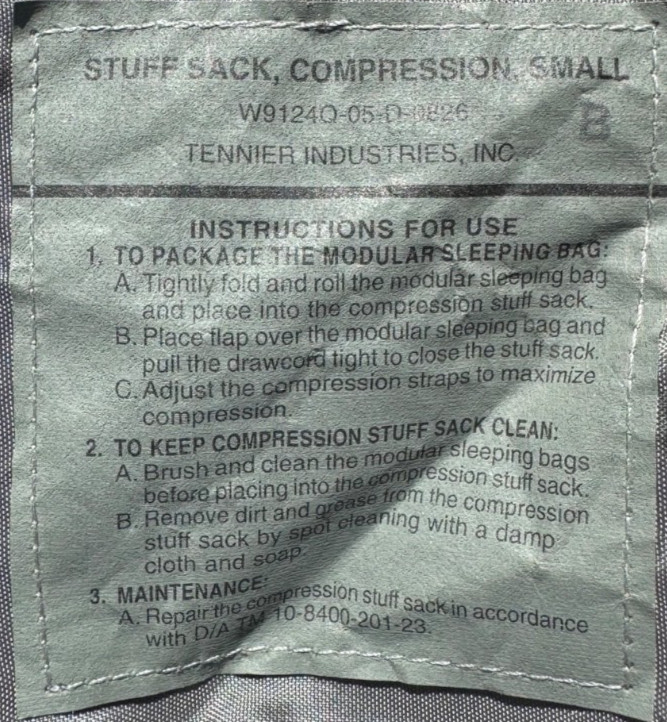 STUFF SACK, COMPRESSION, SMALL
W9124Q-05-D-0826
B
TENNIER INDUSTRIES, INC.
INSTRUCTIONS FOR USE
1. TO PACKAGE THE MODULAR SLEEPING BAG:
A. Tightly fold and roll the modular sleeping bag
and place into the compression stuff sack.
B. Place flap over the modular sleeping bag and
pull the drawcord tight to close the stuff sack.
C. Adjust the compression straps to maximize
compression.
2. TO KEEP COMPRESSION STUFF SACK CLEAN:
A. Brush and clean the modular sleeping bags
before placing into the compression stuff sack.
B. Remove dirt and grease from the compression
stuff sack by spot cleaning with a damp
cloth and soap.
3. MAINTENANCE:
A. Repair the compression stuff sack in accordance
with D/A TM 10-8400-201-23.